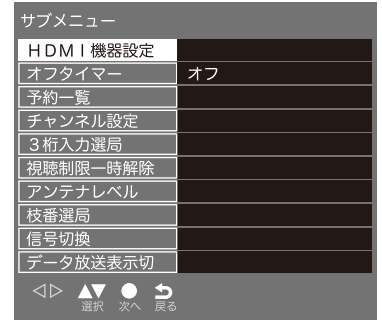 サブメニュー
ＨＤＭＩ機器設定
オフタイマー オフ
予約一覧
チャンネル設定
３桁入力選局
視聴制限一時解除
アンテナレベル
枝番選局
信号切換
データ放送表示切
選択 次へ 戻る